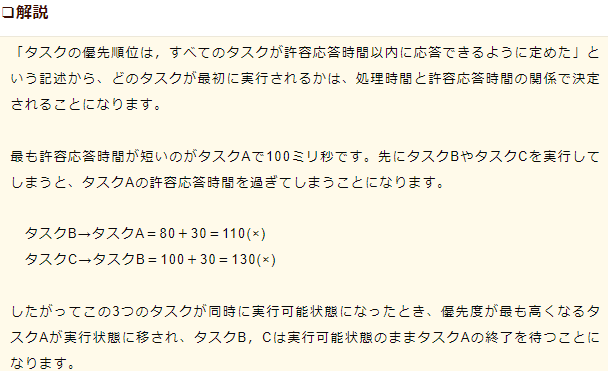 ❏解説
「タスクの優先順位は，すべてのタスクが許容応答時間以内に応答できるように定めた」と
いう記述から、どのタスクが最初に実行されるかは、処理時間と許容応答時間の関係で決定
されることになります。
最も許容応答時間が短いのがタスクAで100ミリ秒です。先にタスクBやタスクCを実行して
しまうと、タスクAの許容応答時間を過ぎてしまうことになります。
タスクB→タスクA＝80＋30＝110(×)
タスクC→タスクB＝100＋30＝130(×)
したがってこの3つのタスクが同時に実行可能状態になったとき、優先度が最も高くなるタ
スクAが実行状態に移され、タスクB，Cは実行可能状態のままタスクAの終了を待つことに
なります。